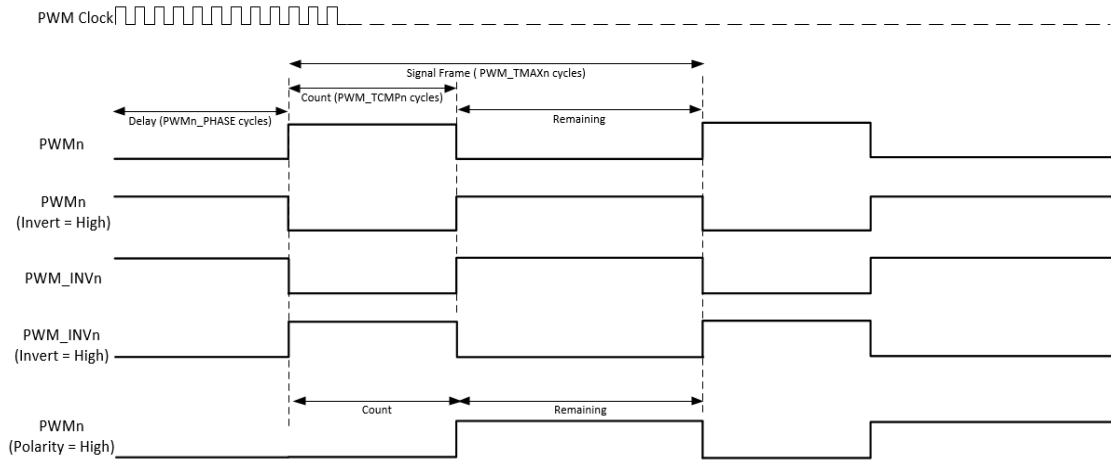 PWM Clock
Signal Frame ( PWM_TMAXn cycles)
Count (PWM_TCMPn cycles)
Delay (PWMn_PHASE cycles)
Remaining
PWMn
PWMn
(Invert = High)
PWM_INVn
PWM_INVn
(Invert = High)
Count
Remaining
PWMn
(Polarity = High)